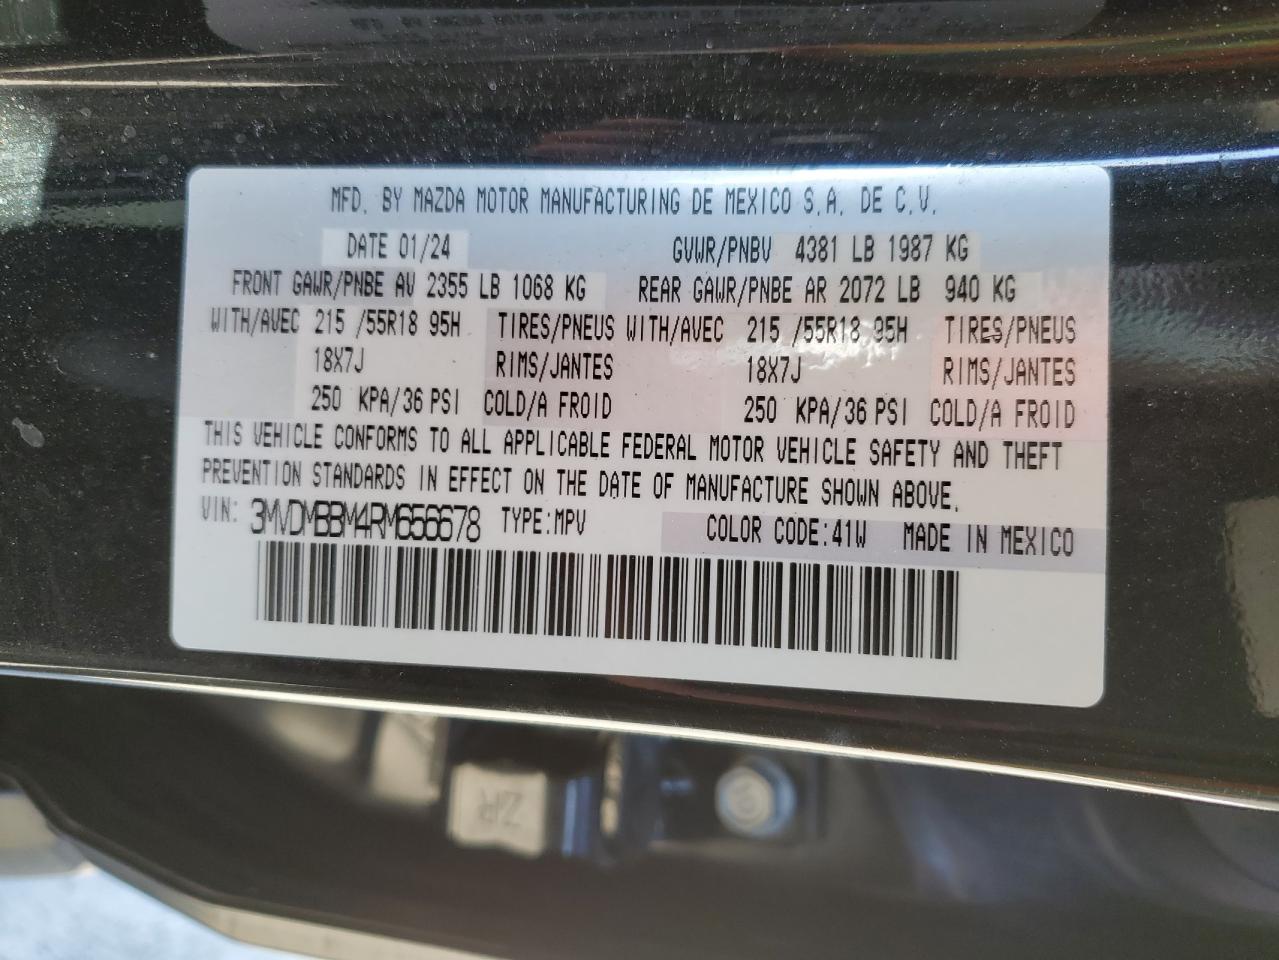 MFD. BY MAZDA MOTOR MANUFACTURING DE MEXICO S.A. DE C.V.
DATE 01/24 GVWR/PNBV 4381 LB 1987 KG
FRONT GAWR/PNBE AV 2355 LB 1068 KG REAR GAWR/PNBE AR 2072 LB 940 KG
WITH/AVEC 215 /55R18 95H TIRES/PNEUS WITH/AVEC 215 /55R18 95H TIRES/PNEUS
18X7J RIMS/JANTES 18X7J RIMS/JANTES
250 KPA/36 PSI COLD/A FROID 250 KPA/36 PSI COLD/A FROID
THIS VEHICLE CONFORMS TO ALL APPLICABLE FEDERAL MOTOR VEHICLE SAFETY AND THEFT
PREVENTION STANDARDS IN EFFECT ON THE DATE OF MANUFACTURE SHOWN ABOVE.
VIN: 3MVDMBBM4RM656678 TYPE:MPV COLOR CODE:41W MADE IN MEXICO